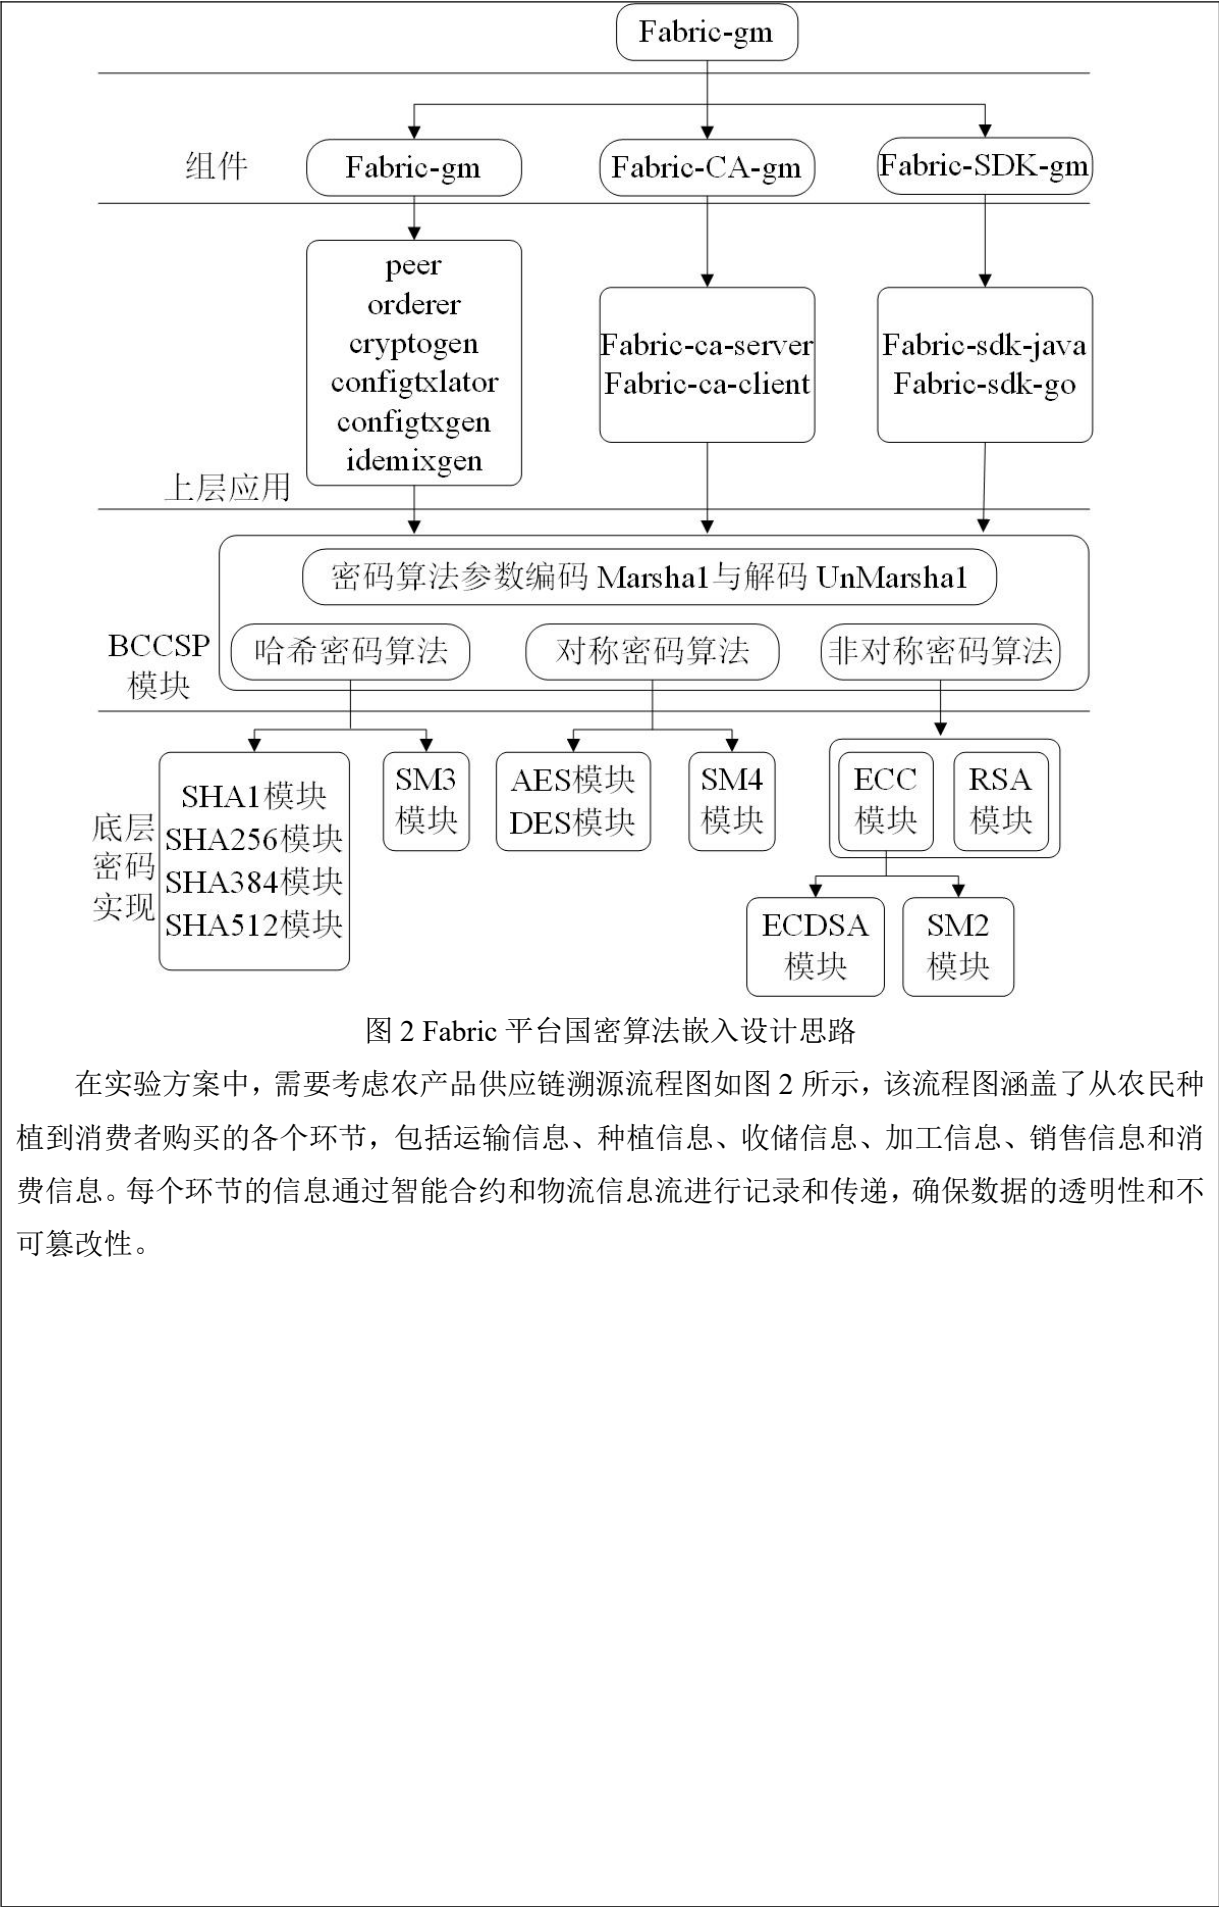 Fabric-gm
组件
Fabric-gm
Fabric-CA-gm
Fabric-SDK-gm
peer
orderer
cryptogen
configtxlator
configtxgen
idemixgen
Fabric-ca-server
Fabric-ca-client
Fabric-sdk-java
Fabric-sdk-go
上层应用
密码算法参数编码 Marsha1与解码 UnMarsha1
BCCSP
模块
哈希密码算法
对称密码算法
非对称密码算法
底层
密码
实现
SHA1模块
SHA256模块
SHA384模块
SHA512模块
SM3
模块
AES模块
DES模块
SM4
模块
ECC
模块
RSA
模块
ECDSA
模块
SM2
模块
图 2 Fabric 平台国密算法嵌入设计思路
在实验方案中，需要考虑农产品供应链溯源流程图如图 2 所示，该流程图涵盖了从农民种
植到消费者购买的各个环节，包括运输信息、种植信息、收储信息、加工信息、销售信息和消
费信息。每个环节的信息通过智能合约和物流信息流进行记录和传递，确保数据的透明性和不
可篡改性。